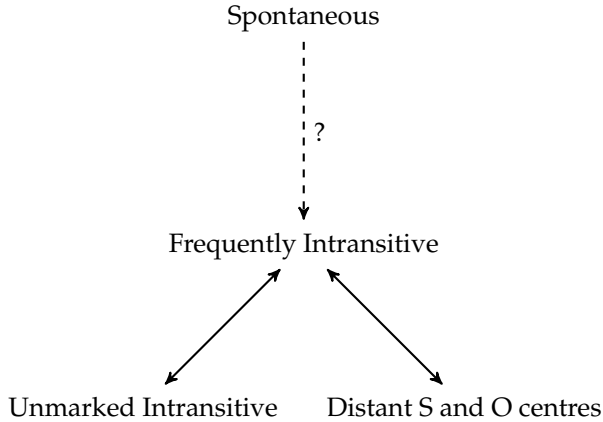 Spontaneous
?
Frequently Intransitive
Unmarked Intransitive
Distant S and O centres